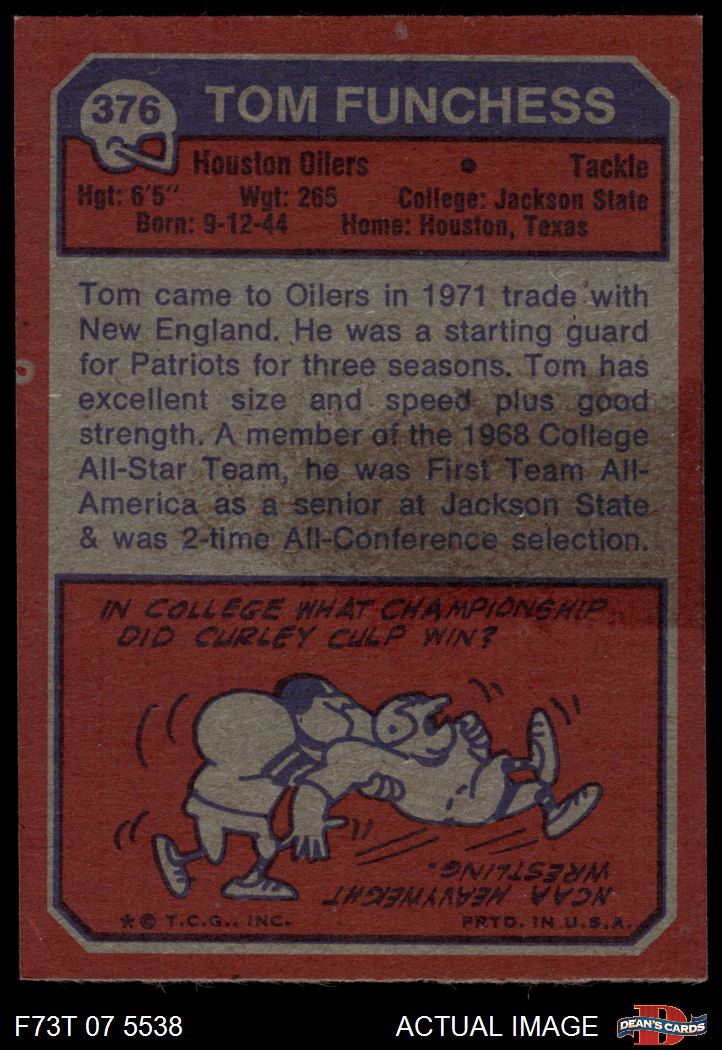 376
TOM FUNCHESS
Houston Oilers • Tackle
Hgt: 6'5" Wgt: 265 College: Jackson State
Born: 9-12-44 Home: Houston, Texas
Tom came to Oilers in 1971 trade with
New England. He was a starting guard
for Patriots for three seasons. Tom has
excellent size and speed plus good
strength. A member of the 1968 College
All-Star Team, he was First Team All-
America as a senior at Jackson State
& was 2-time All-Conference selection.
IN COLLEGE WHAT CHAMPIONSHIP
DID CURLEY CULP WIN?
NCAA HEAVYWEIGHT
WRESTLING.
* © T.C.G., INC. PRTD. IN U.S.A.
F73T 07 5538 ACTUAL IMAGE
D
DEAN'S CARDS